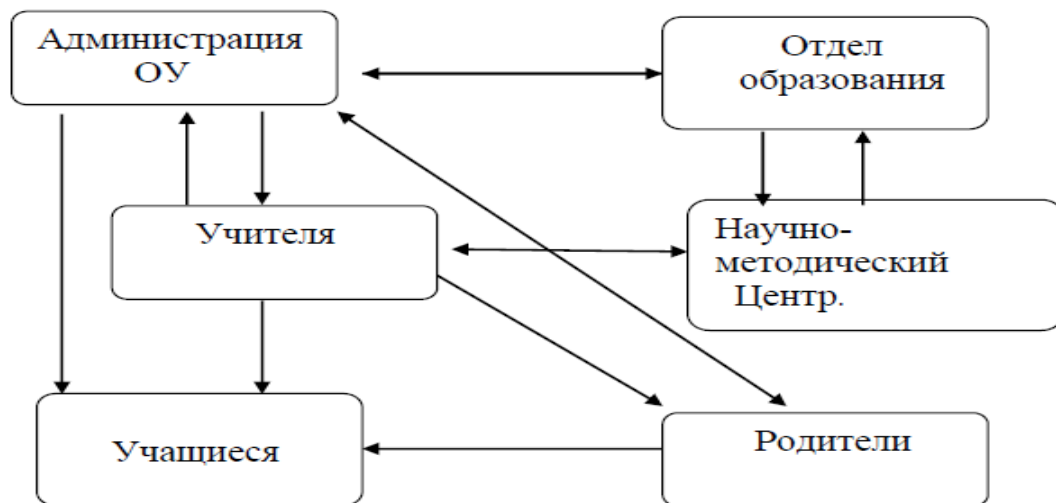 Администрация
ОУ
Отдел
образования
Учителя
Научно-
методический
Центр.
Учащиеся
Родители